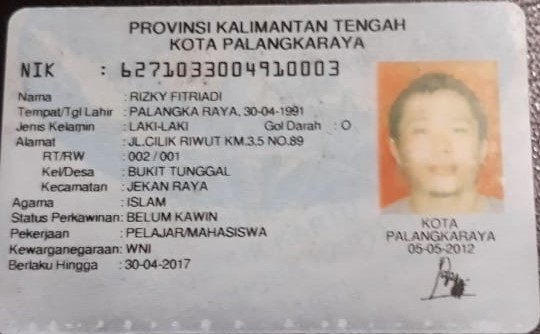 PROVINSI KALIMANTAN TENGAH
KOTA PALANGKARAYA
NIK : 6271033004910003
Nama : RIZKY FITRIADI
Tempat/Tgl Lahir : PALANGKA RAYA, 30-04-1991
Jenis Kelamin : LAKI-LAKI Gol Darah : O
Alamat : JL.CILIK RIWUT KM.3.5 NO.89
RT/RW : 002 / 001
Kel/Desa : BUKIT TUNGGAL
Kecamatan : JEKAN RAYA
Agama : ISLAM
Status Perkawinan: BELUM KAWIN
Pekerjaan : PELAJAR/MAHASISWA
Kewarganegaraan: WNI
Berlaku Hingga : 30-04-2017
KOTA
PALANGKARAYA
05-05-2012